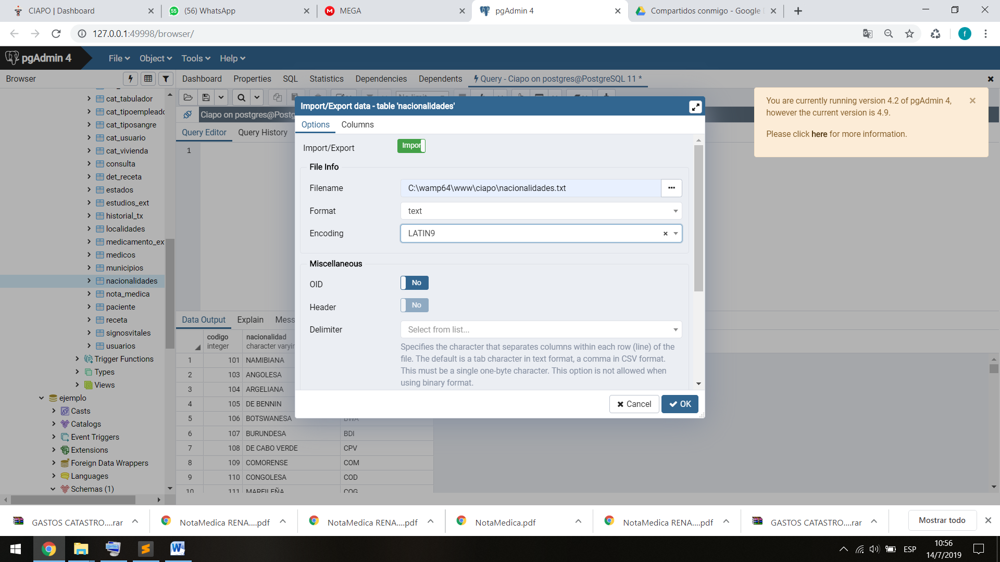 CIAPO | Dashboard
55
(56) WhatsApp
MEGA
pgAdmin 4
Compartidos conmigo - Google
127.0.0.1:49998/browser/
f
pgAdmin 4
File
Object
Tools
Help
Browser
Dashboard
Properties
SQL
Statistics
Dependencies
Dependents
Query - Ciapo on postgres@PostgreSQL 11 *
You are currently running version 4.2 of pgAdmin 4,
however the current version is 4.9.
Please click here for more information.
Ciapo on postgres@Postg
Query Editor
Query History
1
cat_tabulador
cat_tipoempleado
cat_tiposangre
cat_usuario
cat_vivienda
consulta
det_receta
estados
estudios_ext
historial_tx
localidades
medicamento_ex
medicos
municipios
nacionalidades
nota_medica
paciente
receta
signosvitales
usuarios
Trigger Functions
Types
Views
ejemplo
Casts
Catalogs
Event Triggers
Extensions
Foreign Data Wrappers
Languages
Schemas (1)
Import/Export data - table 'nacionalidades'
Options
Columns
Import/Export
Impor
File Info
Filename
C:\wamp64\www\ciapo\nacionalidades.txt
Format
text
Encoding
LATIN9
Miscellaneous
OID
No
Header
No
Delimiter
Select from list...
Specifies the character that separates columns within each row (line) of the
file. The default is a tab character in text format, a comma in CSV format.
This must be a single one-byte character. This option is not allowed when
using binary format.
Cancel
OK
Data Output
Explain
Mess
codigo
integer
nacionalidad
character varyin
1 101 NAMIBIANA
2 103 ANGOLESA
3 104 ARGELIANA
4 105 DE BENNIN
5 106 BOTSWANESA BWA
6 107 BURUNDESA BDI
7 108 DE CABO VERDE CPV
8 109 COMORENSE COM
9 110 CONGOLESA COD
10 111 MARFILEÑA COG
GASTOS CATASTRO....rar
NotaMedica RENA....pdf
NotaMedica RENA....pdf
NotaMedica.pdf
NotaMedica RENA....pdf
GASTOS CATASTRO....rar
Mostrar todo
ESP
10:56
14/7/2019